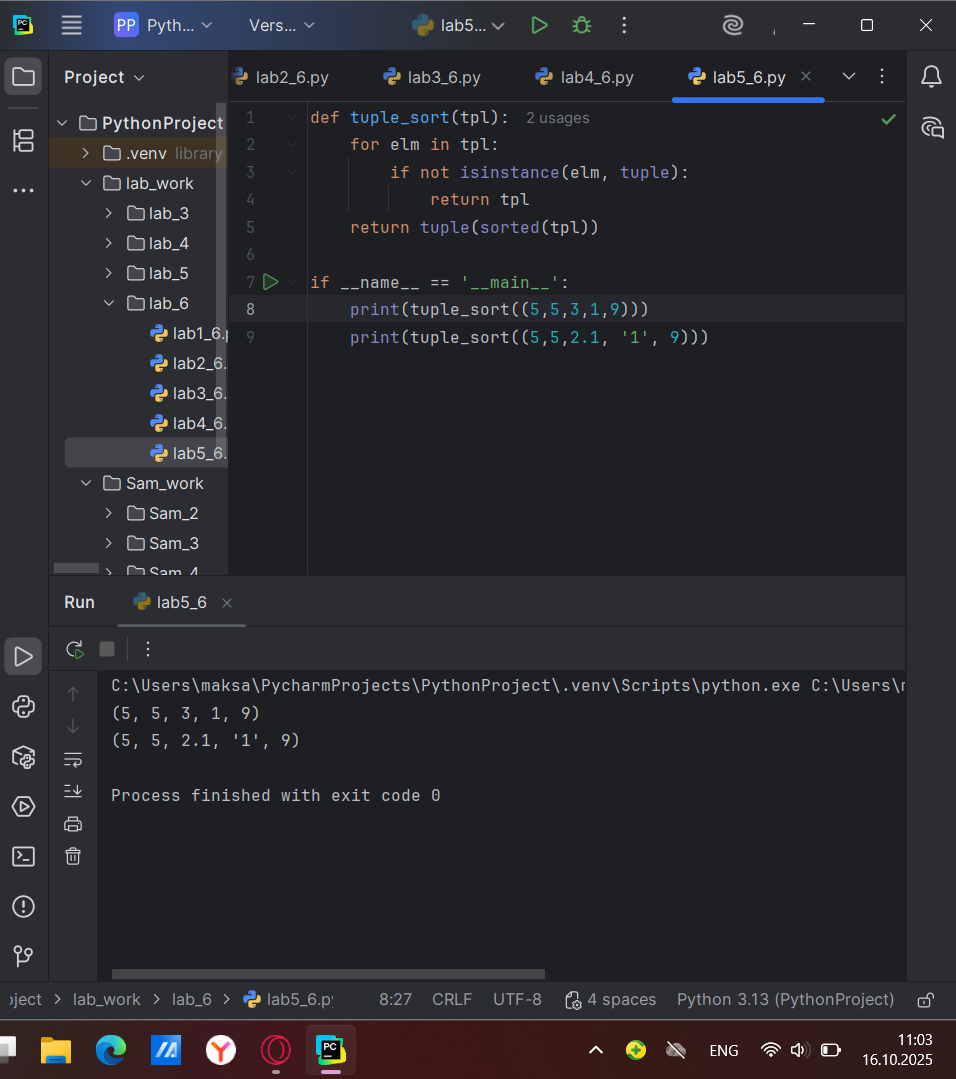 PC PP Pyth... Vers... lab5...
Project lab2_6.py lab3_6.py lab4_6.py lab5_6.py
PythonProject
.venv library
lab_work
lab_3
lab_4
lab_5
lab_6
lab1_6.
lab2_6.
lab3_6.
lab4_6.
lab5_6.
Sam_work
Sam_2
Sam_3
Sam_4
1 def tuple_sort(tpl): 2 usages
2 for elm in tpl:
3 if not isinstance(elm, tuple):
4 return tpl
5 return tuple(sorted(tpl))
6
7 if __name__ == '__main__':
8 print(tuple_sort((5,5,3,1,9)))
9 print(tuple_sort((5,5,2.1, '1', 9)))
Run lab5_6
C:\Users\maksa\PycharmProjects\PythonProject\.venv\Scripts\python.exe C:\Users\
(5, 5, 3, 1, 9)
(5, 5, 2.1, '1', 9)
Process finished with exit code 0
oject > lab_work > lab_6 > lab5_6.py 8:27 CRLF UTF-8 4 spaces Python 3.13 (PythonProject)
PC ENG 11:03
16.10.2025